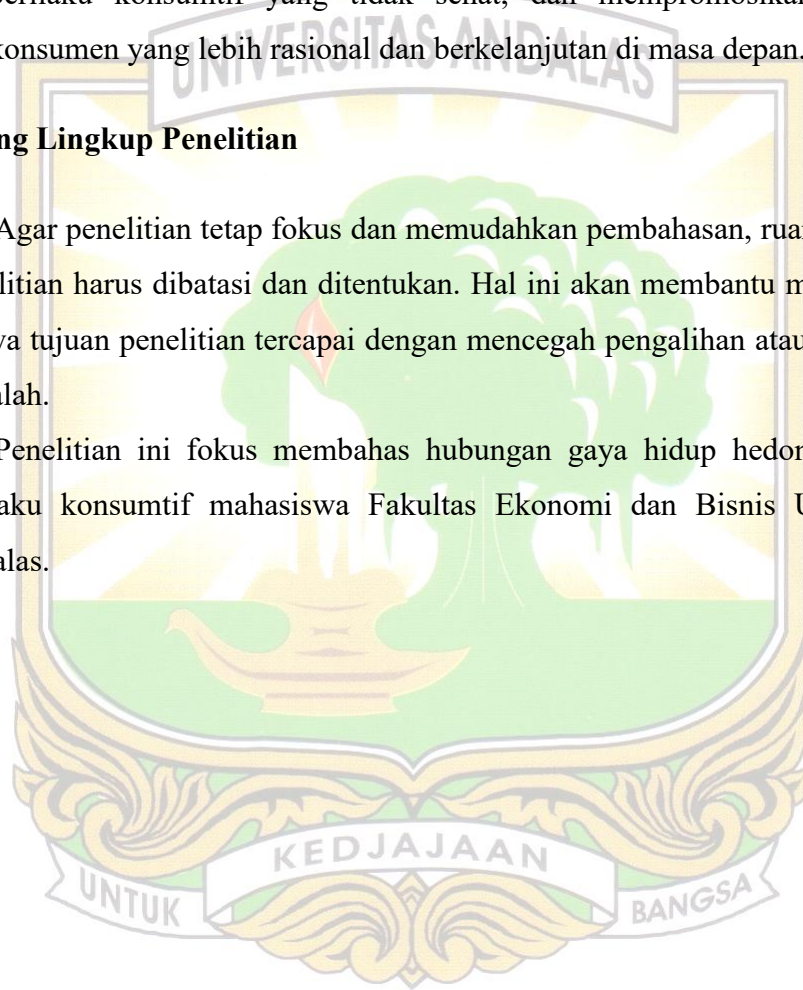 berlaku konsumtif yang tidak sehat, dan mempromosikan
konsumen yang lebih rasional dan berkelanjutan di masa depan.
UNIVERSITAS ANDALAS
ng Lingkup Penelitian
Agar penelitian tetap fokus dan memudahkan pembahasan, ruan
litian harus dibatasi dan ditentukan. Hal ini akan membantu m
va tujuan penelitian tercapai dengan mencegah pengalihan atau
alah.
Penelitian ini fokus membahas hubungan gaya hidup hedon
aku konsumtif mahasiswa Fakultas Ekonomi dan Bisnis U
alas.
KEDJAJAAN
UNTUK
BANGSA